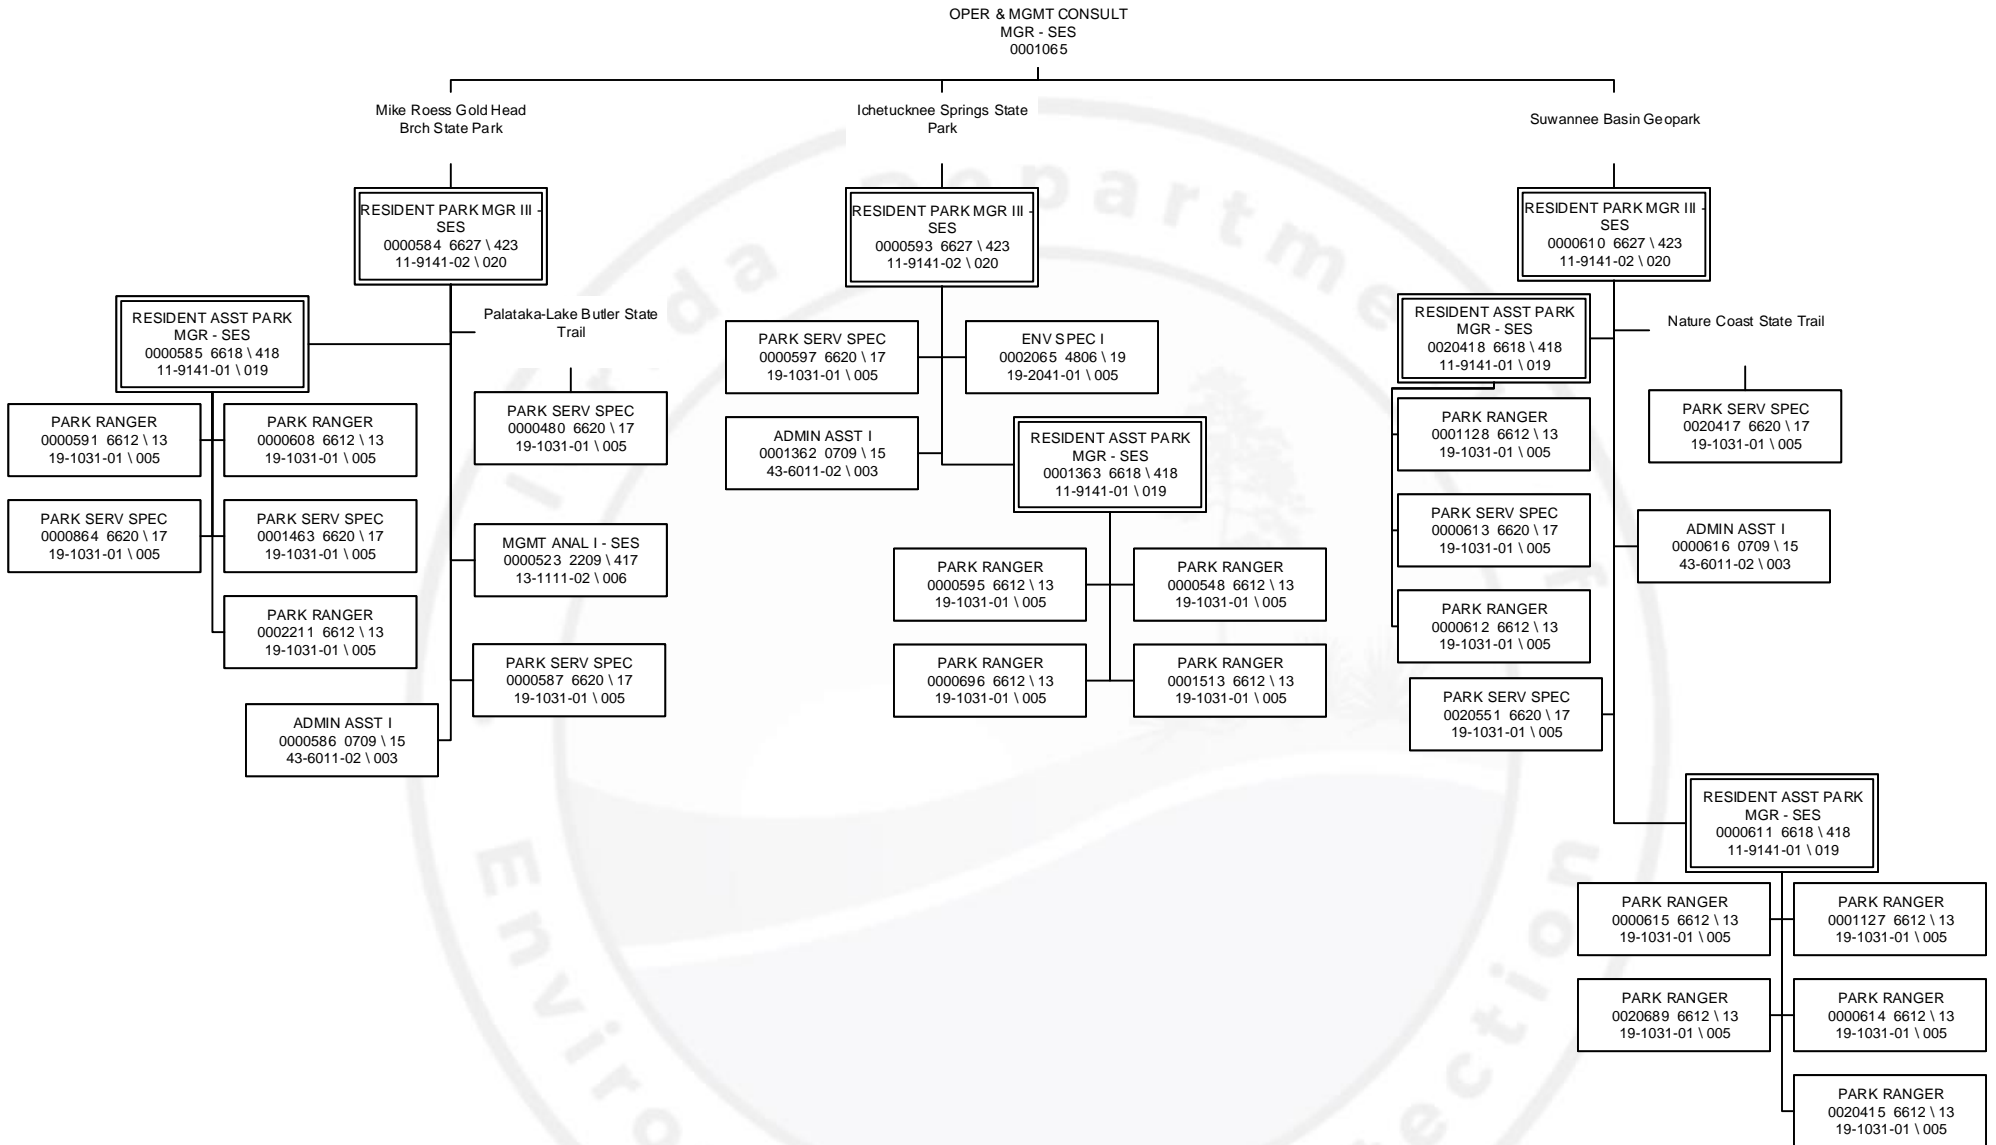 OPER & MGMT CONSULT
MGR - SES
0001065
Mike Roess Gold Head
Brch State Park
Ichetucknee Springs State
Park
Suwannee Basin Geopark
RESIDENT PARK MGR III -
SES
0000584 6627 \ 423
11-9141-02 \ 020
RESIDENT PARK MGR III -
SES
0000593 6627 \ 423
11-9141-02 \ 020
RESIDENT PARK MGR III -
SES
0000610 6627 \ 423
11-9141-02 \ 020
RESIDENT ASST PARK
MGR - SES
0000585 6618 \ 418
11-9141-01 \ 019
Palataka-Lake Butler State
Trail
PARK RANGER
0000591 6612 \ 13
19-1031-01 \ 005
PARK RANGER
0000608 6612 \ 13
19-1031-01 \ 005
PARK SERV SPEC
0000480 6620 \ 17
19-1031-01 \ 005
PARK SERV SPEC
0000864 6620 \ 17
19-1031-01 \ 005
PARK SERV SPEC
0001463 6620 \ 17
19-1031-01 \ 005
MGMT ANAL I - SES
0000523 2209 \ 417
13-1111-02 \ 006
PARK RANGER
0002211 6612 \ 13
19-1031-01 \ 005
PARK SERV SPEC
0000587 6620 \ 17
19-1031-01 \ 005
ADMIN ASST I
0000586 0709 \ 15
43-6011-02 \ 003
PARK SERV SPEC
0000597 6620 \ 17
19-1031-01 \ 005
ENV SPEC I
0002065 4806 \ 19
19-2041-01 \ 005
ADMIN ASST I
0001362 0709 \ 15
43-6011-02 \ 003
RESIDENT ASST PARK
MGR - SES
0001363 6618 \ 418
11-9141-01 \ 019
PARK RANGER
0000595 6612 \ 13
19-1031-01 \ 005
PARK RANGER
0000548 6612 \ 13
19-1031-01 \ 005
PARK RANGER
0000696 6612 \ 13
19-1031-01 \ 005
PARK RANGER
0001513 6612 \ 13
19-1031-01 \ 005
RESIDENT ASST PARK
MGR - SES
0020418 6618 \ 418
11-9141-01 \ 019
Nature Coast State Trail
PARK RANGER
0001128 6612 \ 13
19-1031-01 \ 005
PARK SERV SPEC
0020417 6620 \ 17
19-1031-01 \ 005
PARK SERV SPEC
0000613 6620 \ 17
19-1031-01 \ 005
ADMIN ASST I
0000616 0709 \ 15
43-6011-02 \ 003
PARK RANGER
0000612 6612 \ 13
19-1031-01 \ 005
PARK SERV SPEC
0020551 6620 \ 17
19-1031-01 \ 005
RESIDENT ASST PARK
MGR - SES
0000611 6618 \ 418
11-9141-01 \ 019
PARK RANGER
0000615 6612 \ 13
19-1031-01 \ 005
PARK RANGER
0001127 6612 \ 13
19-1031-01 \ 005
PARK RANGER
0020689 6612 \ 13
19-1031-01 \ 005
PARK RANGER
0000614 6612 \ 13
19-1031-01 \ 005
PARK RANGER
0020415 6612 \ 13
19-1031-01 \ 005